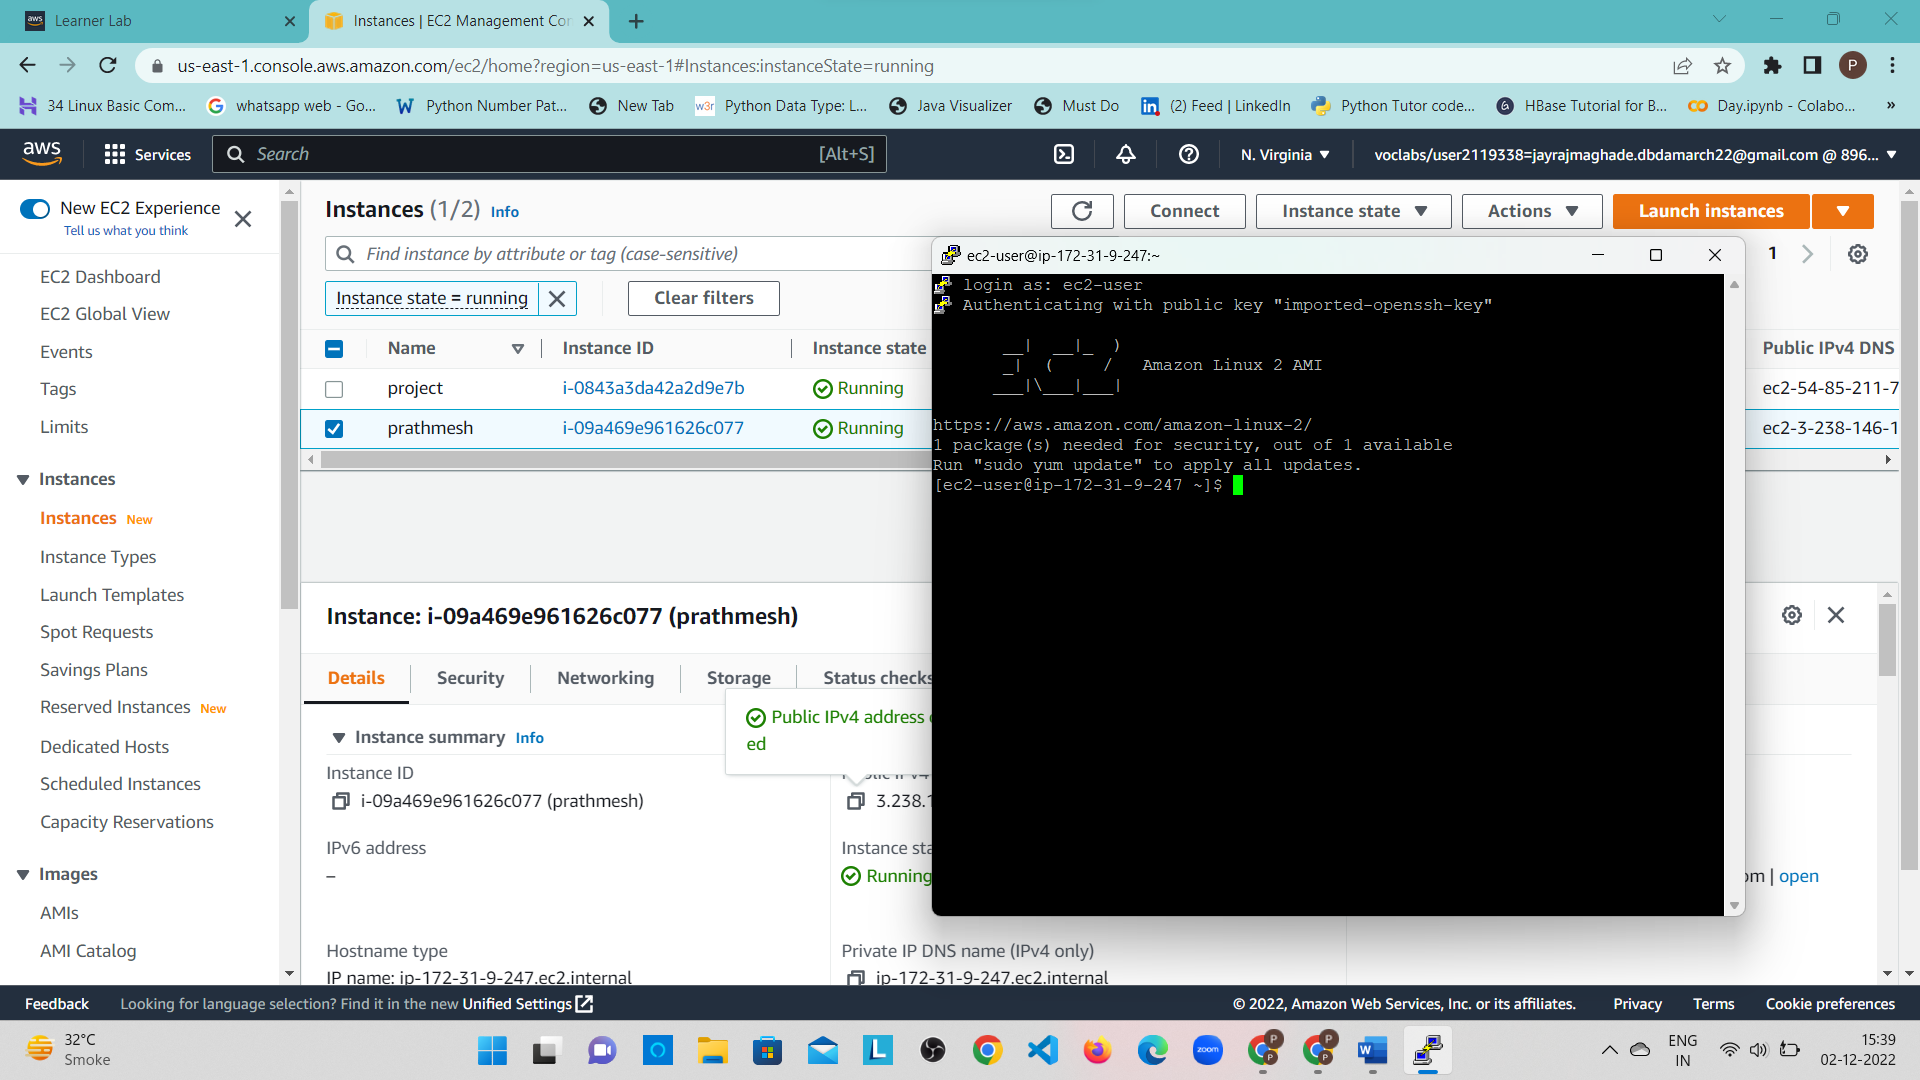 Learner Lab
Instances | EC2 Management Con
us-east-1.console.aws.amazon.com/ec2/home?region=us-east-1#Instances:instanceState=running
P
34 Linux Basic Com...
whatsapp web - Go...
Python Number Pat...
New Tab
Python Data Type: L...
Java Visualizer
Must Do
(2) Feed | LinkedIn
Python Tutor code...
HBase Tutorial for B...
Day.ipynb - Colabo...
»
aws
Services
Search
[Alt+S]
N. Virginia
voclabs/user2119338=jayrajmaghade.dbdamarch22@gmail.com @ 896...
New EC2 Experience
Tell us what you think
EC2 Dashboard
EC2 Global View
Events
Tags
Limits
Instances
Instances New
Instance Types
Launch Templates
Spot Requests
Savings Plans
Reserved Instances New
Dedicated Hosts
Scheduled Instances
Capacity Reservations
Images
AMIs
AMI Catalog
Instances (1/2) Info
Connect
Instance state
Actions
Launch instances
Find instance by attribute or tag (case-sensitive)
1
Instance state = running
Clear filters
Name
Instance ID
Instance state
Public IPv4 DNS
project
i-0843a3da42a2d9e7b
Running
ec2-54-85-211-7
prathmesh
i-09a469e961626c077
Running
ec2-3-238-146-1
ec2-user@ip-172-31-9-247:~
login as: ec2-user
Authenticating with public key "imported-openssh-key"
__|  __|_  )
_|  (     /   Amazon Linux 2 AMI
___|\___|___|
https://aws.amazon.com/amazon-linux-2/
1 package(s) needed for security, out of 1 available
Run "sudo yum update" to apply all updates.
[ec2-user@ip-172-31-9-247 ~]$
Instance: i-09a469e961626c077 (prathmesh)
Details
Security
Networking
Storage
Status checks
Public IPv4 address
ed
Instance summary Info
Instance ID
i-09a469e961626c077 (prathmesh)
3.238.1
IPv6 address
–
Instance sta
Running
om | open
Hostname type
IP name: ip-172-31-9-247.ec2.internal
Private IP DNS name (IPv4 only)
ip-172-31-9-247.ec2.internal
Feedback
Looking for language selection? Find it in the new Unified Settings
© 2022, Amazon Web Services, Inc. or its affiliates.
Privacy
Terms
Cookie preferences
32°C
Smoke
zoom
ENG
IN
15:39
02-12-2022